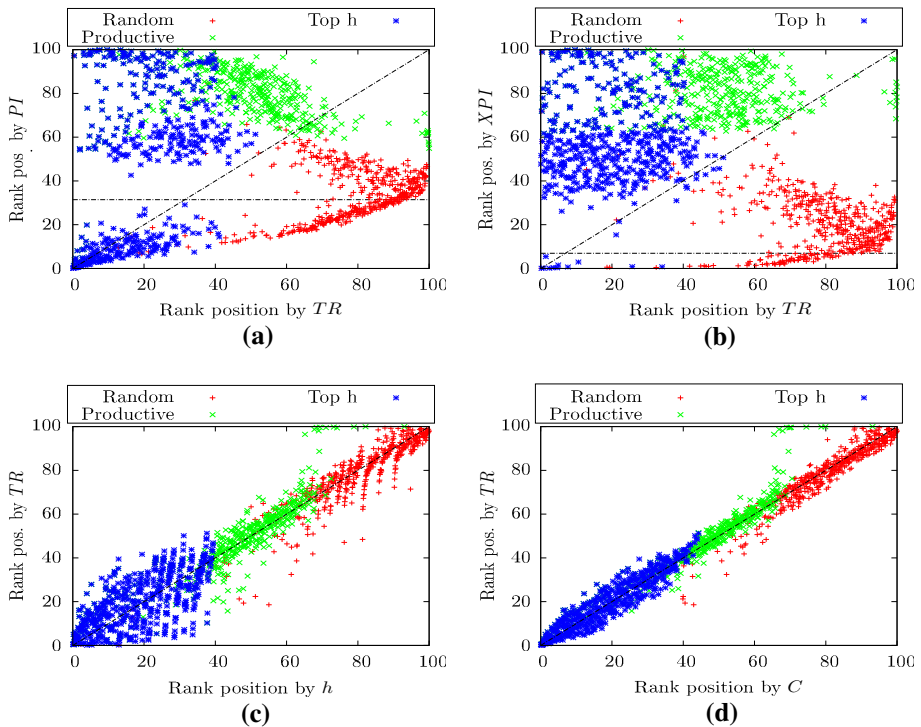 Random Top h
Productive
Rank pos. by PI
100
80
60
40
20
0
0 20 40 60 80 100
Rank position by TR
(a)
Random Top h
Productive
Rank pos. by XPI
100
80
60
40
20
0
0 20 40 60 80 100
Rank position by TR
(b)
Random Top h
Productive
Rank pos. by TR
100
80
60
40
20
0
0 20 40 60 80 100
Rank position by h
(c)
Random Top h
Productive
Rank pos. by TR
100
80
60
40
20
0
0 20 40 60 80 100
Rank position by C
(d)